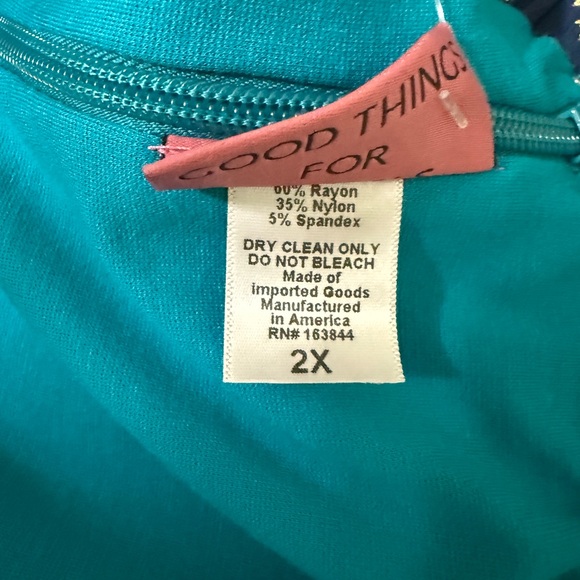 GOOD THINGS
FOR
60% Rayon
35% Nylon
5% Spandex
DRY CLEAN ONLY
DO NOT BLEACH
Made of
imported Goods
Manufactured
in America
RN# 163844
2X